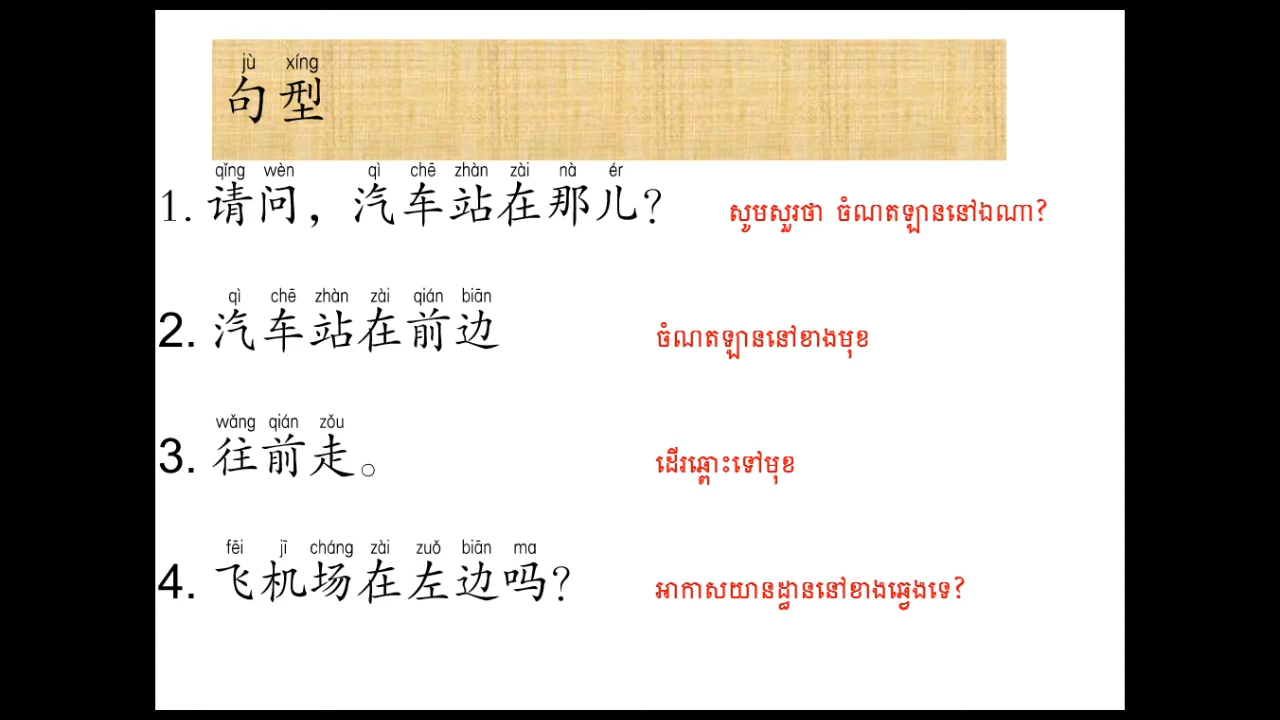 jù xíng
句型
qǐng wèn qì chē zhàn zài nà ér
1. 请问，汽车站在那儿？ សូមសួរថា ចំណតឡាននៅឯណា?
qì chē zhàn zài qián biān
2. 汽车站在前边 ចំណតឡាននៅខាងមុខ
wǎng qián zǒu
3. 往前走。 ដើរឆ្ពោះទៅមុខ
fēi jī cháng zài zuǒ biān ma
4. 飞机场在左边吗？ អាកាសយានដ្ឋាននៅខាងឆ្វេងទេ?